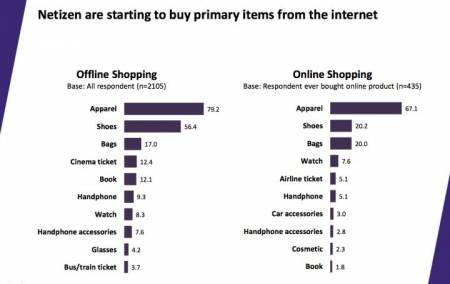 Netizen are starting to buy primary items from the internet
Offline Shopping
Base: All respondent (n=2105)
Apparel 79.2
Shoes 56.4
Bags 17.0
Cinema ticket 12.4
Book 12.1
Handphone 9.3
Watch 8.3
Handphone accessories 7.6
Glasses 4.2
Bus/train ticket 3.7
Online Shopping
Base: Respondent ever bought online product (n=435)
Apparel 67.1
Shoes 20.2
Bags 20.0
Watch 7.6
Airline ticket 5.1
Handphone 5.1
Car accessories 3.0
Handphone accessories 2.8
Cosmetic 2.3
Book 1.8